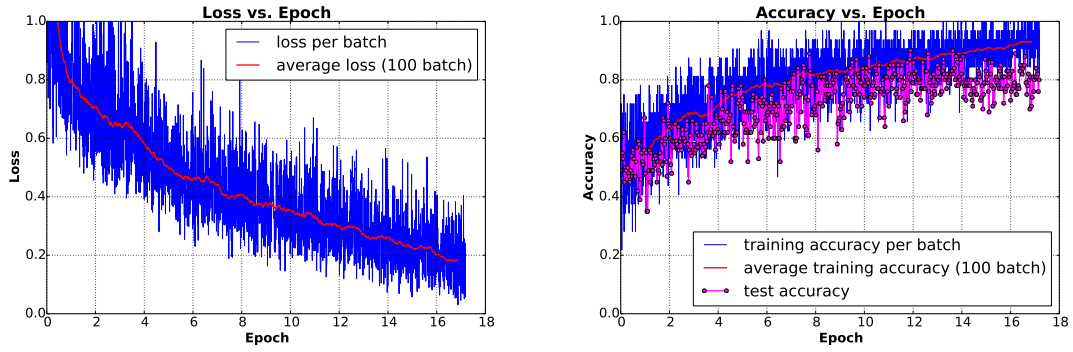 Loss vs. Epoch
1.0
0.8
0.6
0.4
0.2
0.0
Loss
loss per batch
average loss (100 batch)
0 2 4 6 8 10 12 14 16 18
Epoch
Accuracy vs. Epoch
1.0
0.8
0.6
0.4
0.2
0.0
Accuracy
training accuracy per batch
average training accuracy (100 batch)
test accuracy
0 2 4 6 8 10 12 14 16 18
Epoch